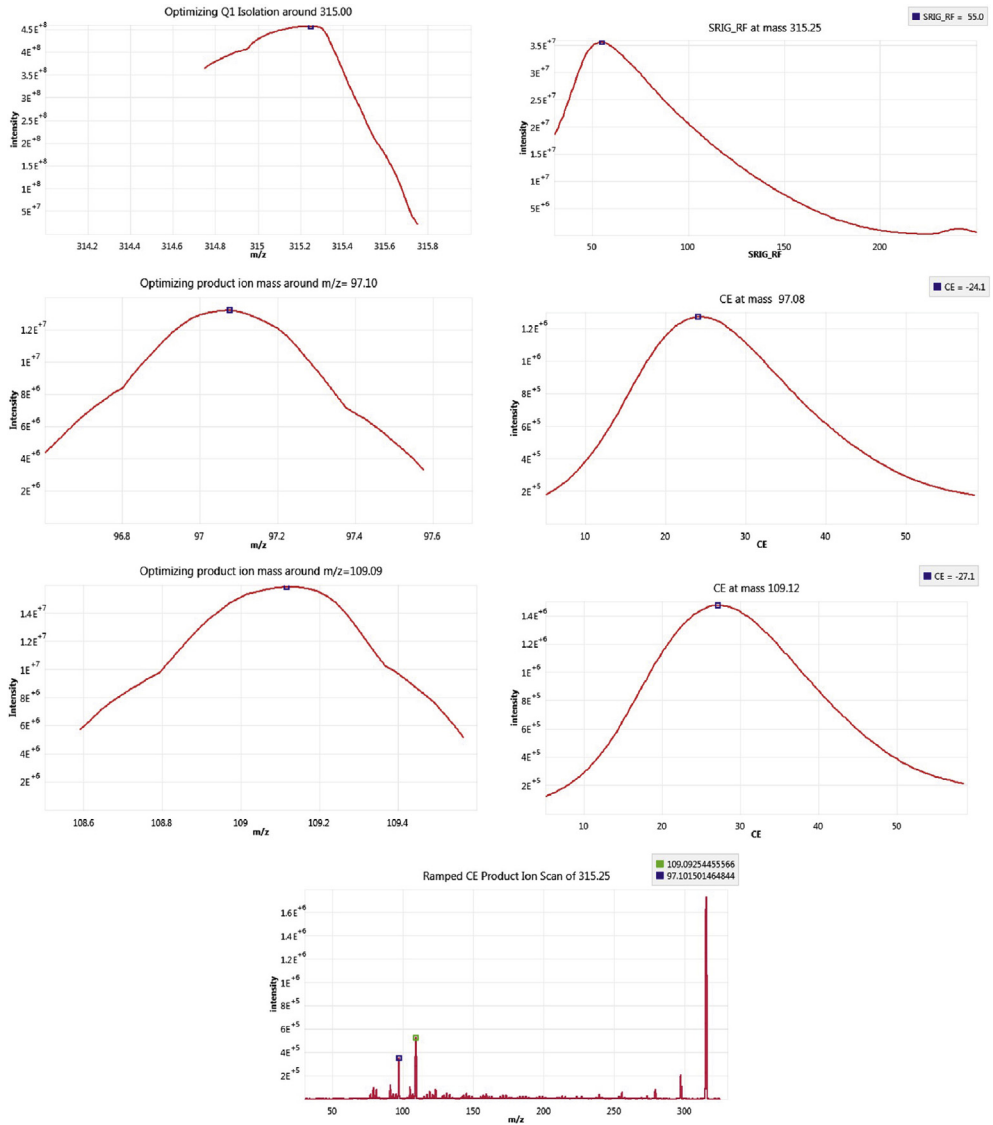 Optimizing Q1 Isolation around 315.00
4.5E+8
4E+8
3.5E+8
3E+8
2.5E+8
2E+8
1.5E+8
1E+8
5E+7
intensity
314.2 314.4 314.6 314.8 315 315.2 315.4 315.6 315.8
m/z
SRIG_RF = 55.0
SRIG_RF at mass 315.25
3.5E+7
3E+7
2.5E+7
2E+7
1.5E+7
1E+7
5E+6
intensity
50 100 150 200
SRIG_RF
Optimizing product ion mass around m/z= 97.10
1.2E+7
1E+7
8E+6
6E+6
4E+6
2E+6
Intensity
96.8 97 97.2 97.4 97.6
m/z
CE = -24.1
CE at mass 97.08
1.2E+6
1E+6
8E+5
6E+5
4E+5
2E+5
intensity
10 20 30 40 50
CE
Optimizing product ion mass around m/z=109.09
1.4E+7
1.2E+7
1E+7
8E+6
6E+6
4E+6
2E+6
Intensity
108.6 108.8 109 109.2 109.4
m/z
CE = -27.1
CE at mass 109.12
1.4E+6
1.2E+6
1E+6
8E+5
6E+5
4E+5
2E+5
intensity
10 20 30 40 50
CE
109.09254455566
97.101501464844
Ramped CE Product Ion Scan of 315.25
1.6E+6
1.4E+6
1.2E+6
1E+6
8E+5
6E+5
4E+5
2E+5
intensity
50 100 150 200 250 300
m/z